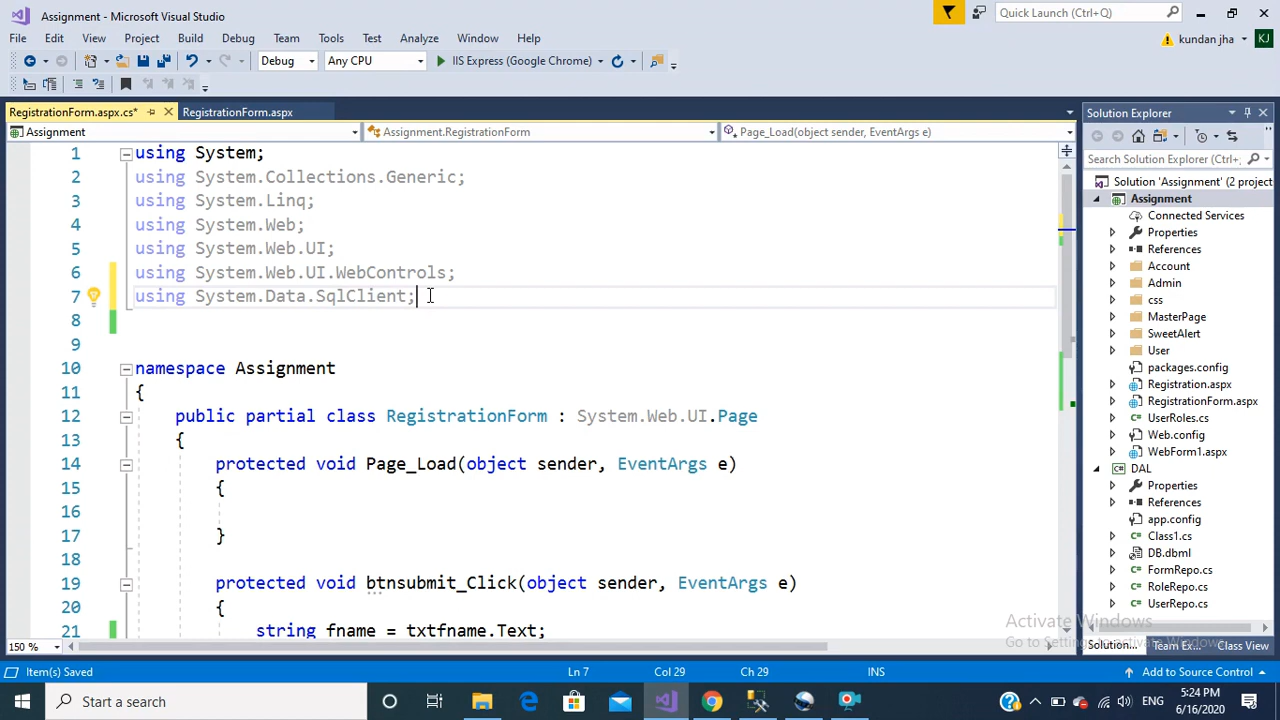 Assignment - Microsoft Visual Studio
Quick Launch (Ctrl+Q)
File Edit View Project Build Debug Team Tools Test Analyze Window Help
kundan jha KJ
Debug Any CPU IIS Express (Google Chrome)
RegistrationForm.aspx.cs* RegistrationForm.aspx
Assignment Assignment.RegistrationForm Page_Load(object sender, EventArgs e)
1 using System;
2 using System.Collections.Generic;
3 using System.Linq;
4 using System.Web;
5 using System.Web.UI;
6 using System.Web.UI.WebControls;
7 using System.Data.SqlClient;
8
9
10 namespace Assignment
11 {
12 public partial class RegistrationForm : System.Web.UI.Page
13 {
14 protected void Page_Load(object sender, EventArgs e)
15 {
16
17 }
18
19 protected void btnsubmit_Click(object sender, EventArgs e)
20 {
21 string fname = txtfname.Text;
150 %
Solution Explorer
Search Solution Explorer (Ctrl+;
Solution 'Assignment' (2 project
Assignment
Connected Services
Properties
References
Account
Admin
css
MasterPage
SweetAlert
User
packages.config
Registration.aspx
RegistrationForm.aspx
UserRoles.cs
Web.config
WebForm1.aspx
DAL
Properties
References
app.config
Class1.cs
DB.dbml
FormRepo.cs
RoleRepo.cs
UserRepo.cs
Activate Windows
Go to Settings to activate Windows.
Solution... Team Ex... Class View
Item(s) Saved Ln 7 Col 29 Ch 29 INS Add to Source Control
Type here to search
Start a search
ENG 5:24 PM
6/16/2020